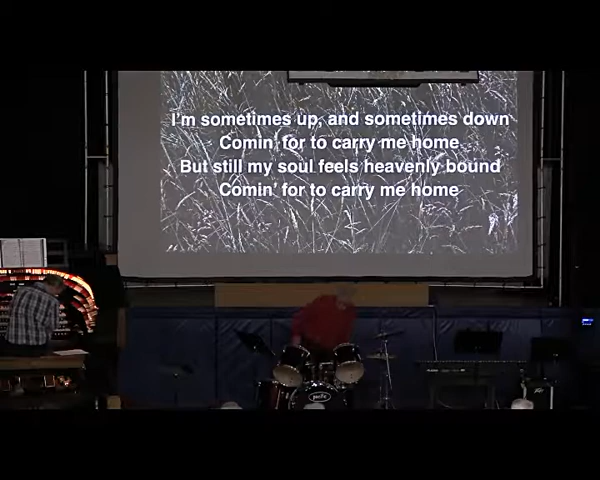 I'm sometimes up, and sometimes down
Comin' for to carry me home
But still my soul feels heavenly bound
Comin' for to carry me home